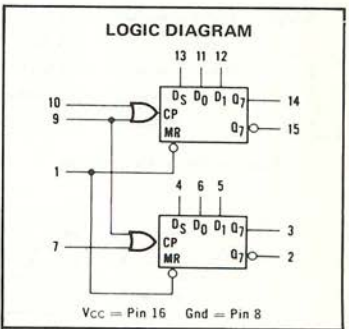 LOGIC DIAGRAM
13 11 12
10
9
DS D0 D1 Q7 14
CP
Q7 15
MR
1
4 6 5
DS D0 D1 Q7 3
CP
7
Q7 2
MR
VCC = Pin 16 Gnd = Pin 8